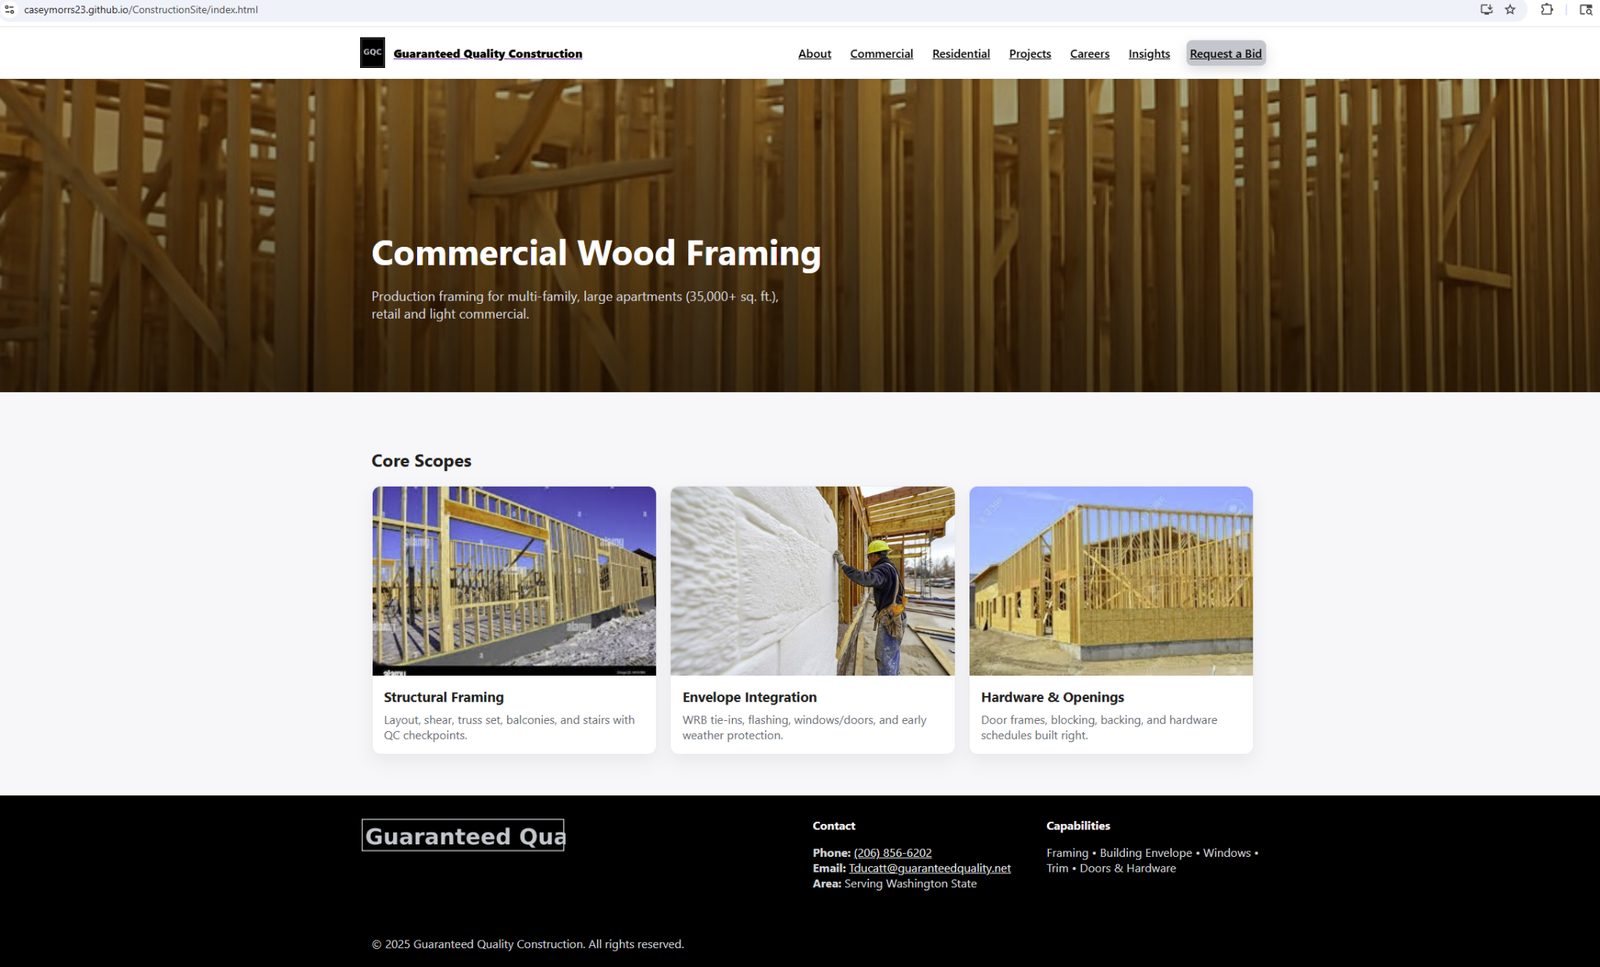 caseymorrs23.github.io/ConstructionSite/index.html
GQC
Guaranteed Quality Construction
About
Commercial
Residential
Projects
Careers
Insights
Request a Bid
Commercial Wood Framing
Production framing for multi-family, large apartments (35,000+ sq. ft.),
retail and light commercial.
Core Scopes
alamy
alamy
alamy
alamy
Structural Framing
Layout, shear, truss set, balconies, and stairs with
QC checkpoints.
Envelope Integration
WRB tie-ins, flashing, windows/doors, and early
weather protection.
Hardware & Openings
Door frames, blocking, backing, and hardware
schedules built right.
Guaranteed Qua
Contact
Phone: (206) 856-6202
Email: Tducatt@guaranteedquality.net
Area: Serving Washington State
Capabilities
Framing • Building Envelope • Windows •
Trim • Doors & Hardware
© 2025 Guaranteed Quality Construction. All rights reserved.